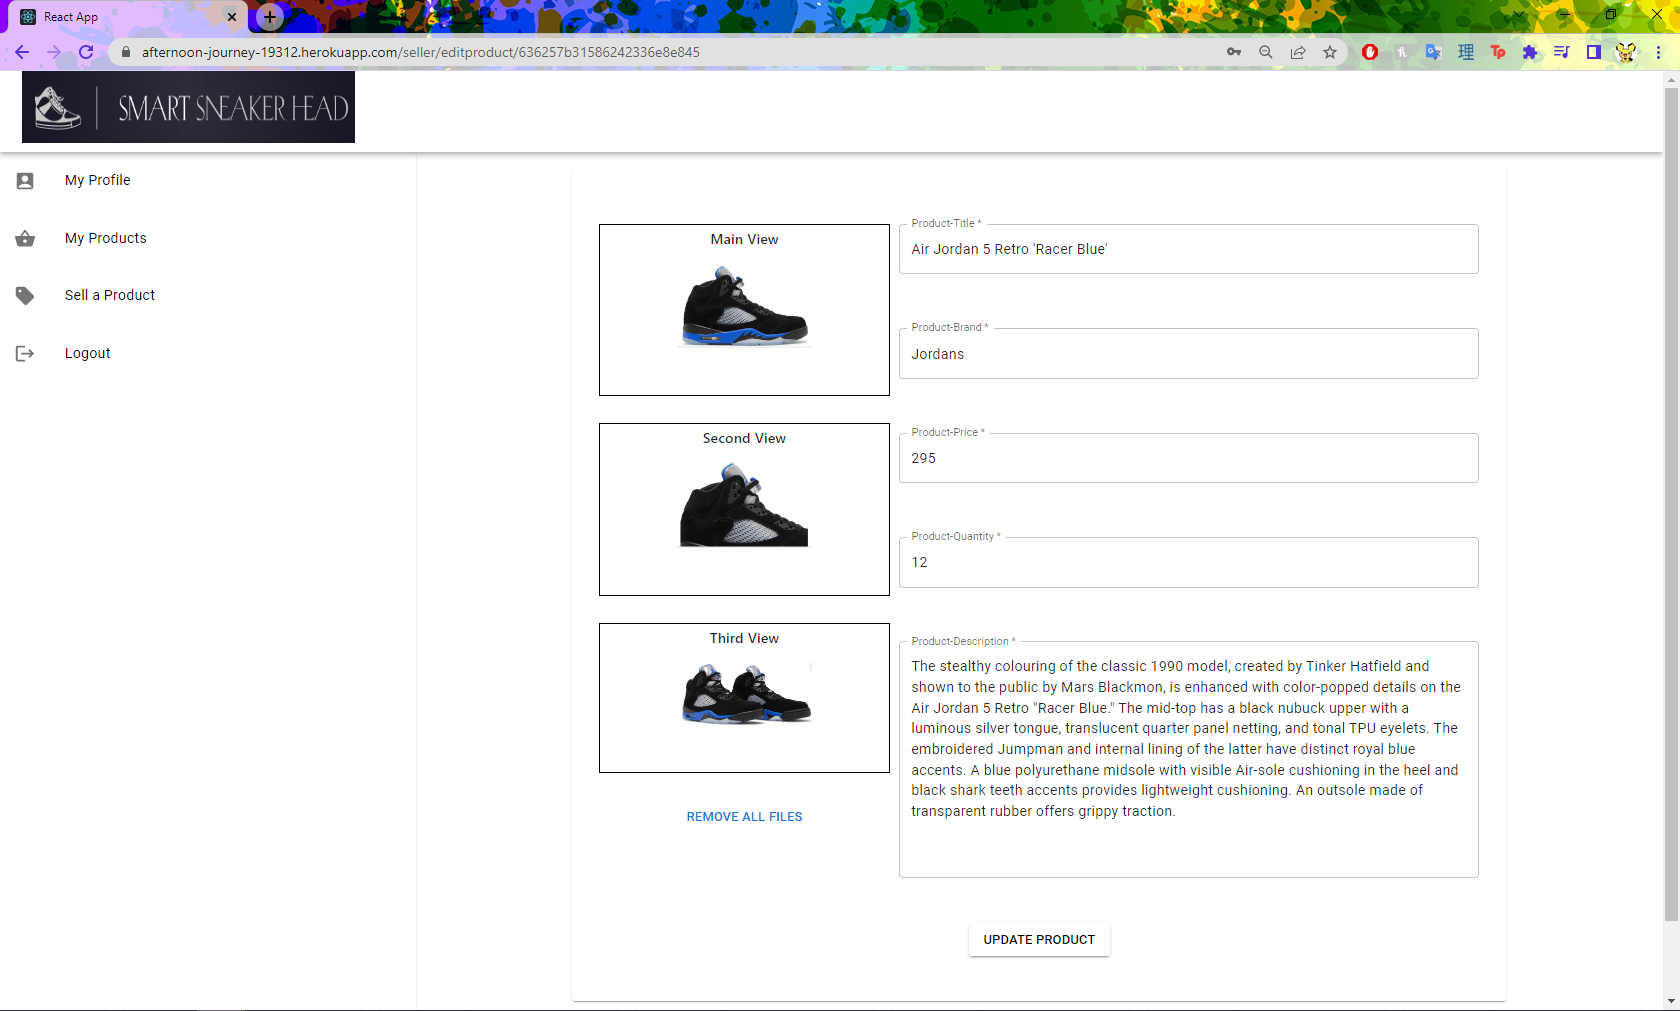 React App
afternoon-journey-19312.herokuapp.com/seller/editproduct/636257b31586242336e8e845
SMART SNEAKER HEAD
My Profile
My Products
Sell a Product
Logout
Main View
Second View
Third View
REMOVE ALL FILES
Product-Title *
Air Jordan 5 Retro 'Racer Blue'
Product-Brand *
Jordans
Product-Price *
295
Product-Quantity *
12
Product-Description *
The stealthy colouring of the classic 1990 model, created by Tinker Hatfield and
shown to the public by Mars Blackmon, is enhanced with color-popped details on the
Air Jordan 5 Retro "Racer Blue." The mid-top has a black nubuck upper with a
luminous silver tongue, translucent quarter panel netting, and tonal TPU eyelets. The
embroidered Jumpman and internal lining of the latter have distinct royal blue
accents. A blue polyurethane midsole with visible Air-sole cushioning in the heel and
black shark teeth accents provides lightweight cushioning. An outsole made of
transparent rubber offers grippy traction.
UPDATE PRODUCT